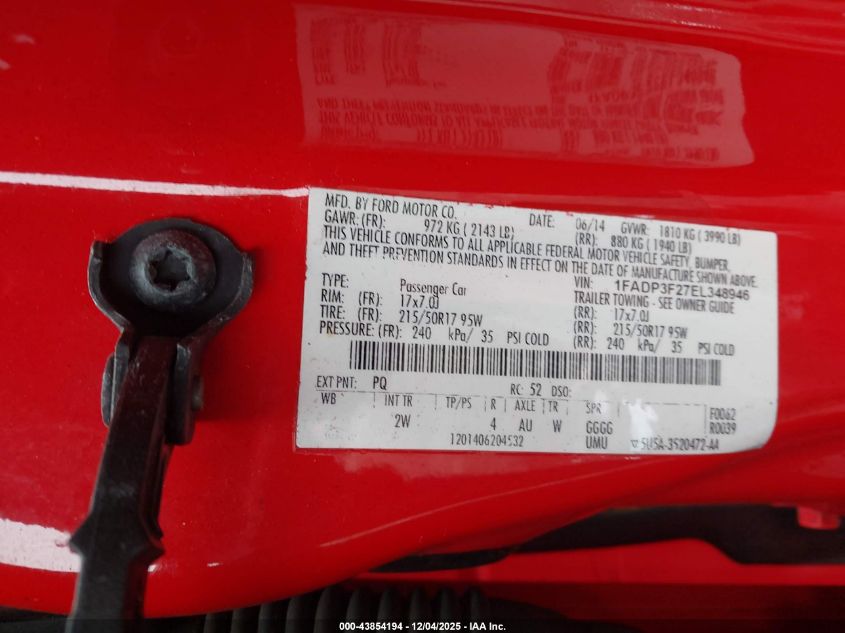 MFD. BY FORD MOTOR CO. DATE: 06/14 GVWR: 1810 KG ( 3990 LB)
GAWR: (FR): 972 KG ( 2143 LB) (RR): 880 KG ( 1940 LB)
THIS VEHICLE CONFORMS TO ALL APPLICABLE FEDERAL MOTOR VEHICLE SAFETY, BUMPER,
AND THEFT PREVENTION STANDARDS IN EFFECT ON THE DATE OF MANUFACTURE SHOWN ABOVE.
VIN: 1FADP3F27EL348946
TYPE: Passenger Car TRAILER TOWING - SEE OWNER GUIDE
RIM: (FR) 17x7.0J (RR): 17x7.0J
TIRE: (FR): 215/50R17 95W (RR): 215/50R17 95W
PRESSURE: (FR): 240 kPa/ 35 PSI COLD (RR): 240 kPa/ 35 PSI COLD
EXT PNT: PQ RC: 52 DSO:
WB INT TR TP/PS R AXLE TR SPR F0062
2W 4 AU W GGGG R0039
1201406204532 UMU 5U5A-3520472-AA
000-43854194 - 12/04/2025 - IAA Inc.